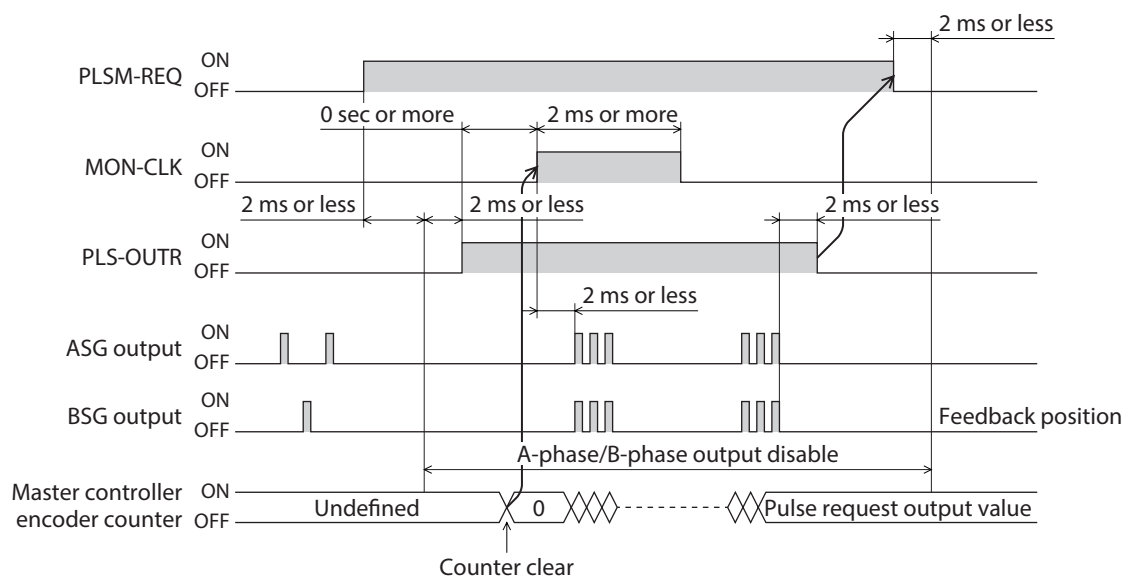 2 ms or less
PLSM-REQ
ON
OFF
0 sec or more
2 ms or more
MON-CLK
ON
OFF
2 ms or less
2 ms or less
2 ms or less
PLS-OUTR
ON
OFF
2 ms or less
ASG output
ON
OFF
BSG output
ON
OFF
Feedback position
A-phase/B-phase output disable
Master controller
encoder counter
ON
OFF
Undefined
0
Pulse request output value
Counter clear